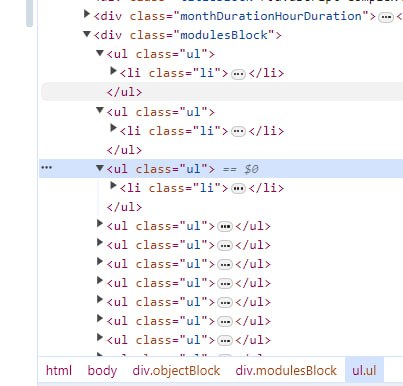 <div class="monthDurationHourDuration">…
<div class="modulesBlock">
<ul class="ul">
<li class="li">…</li>
</ul>
<ul class="ul">
<li class="li">…</li>
</ul>
… <ul class="ul"> == $0
<li class="li">…</li>
</ul>
<ul class="ul">…</ul>
<ul class="ul">…</ul>
<ul class="ul">…</ul>
<ul class="ul">…</ul>
<ul class="ul">…</ul>
<ul class="ul">…</ul>
<ul class="ul">…</ul>
html body div.objectBlock div.modulesBlock ul.ul